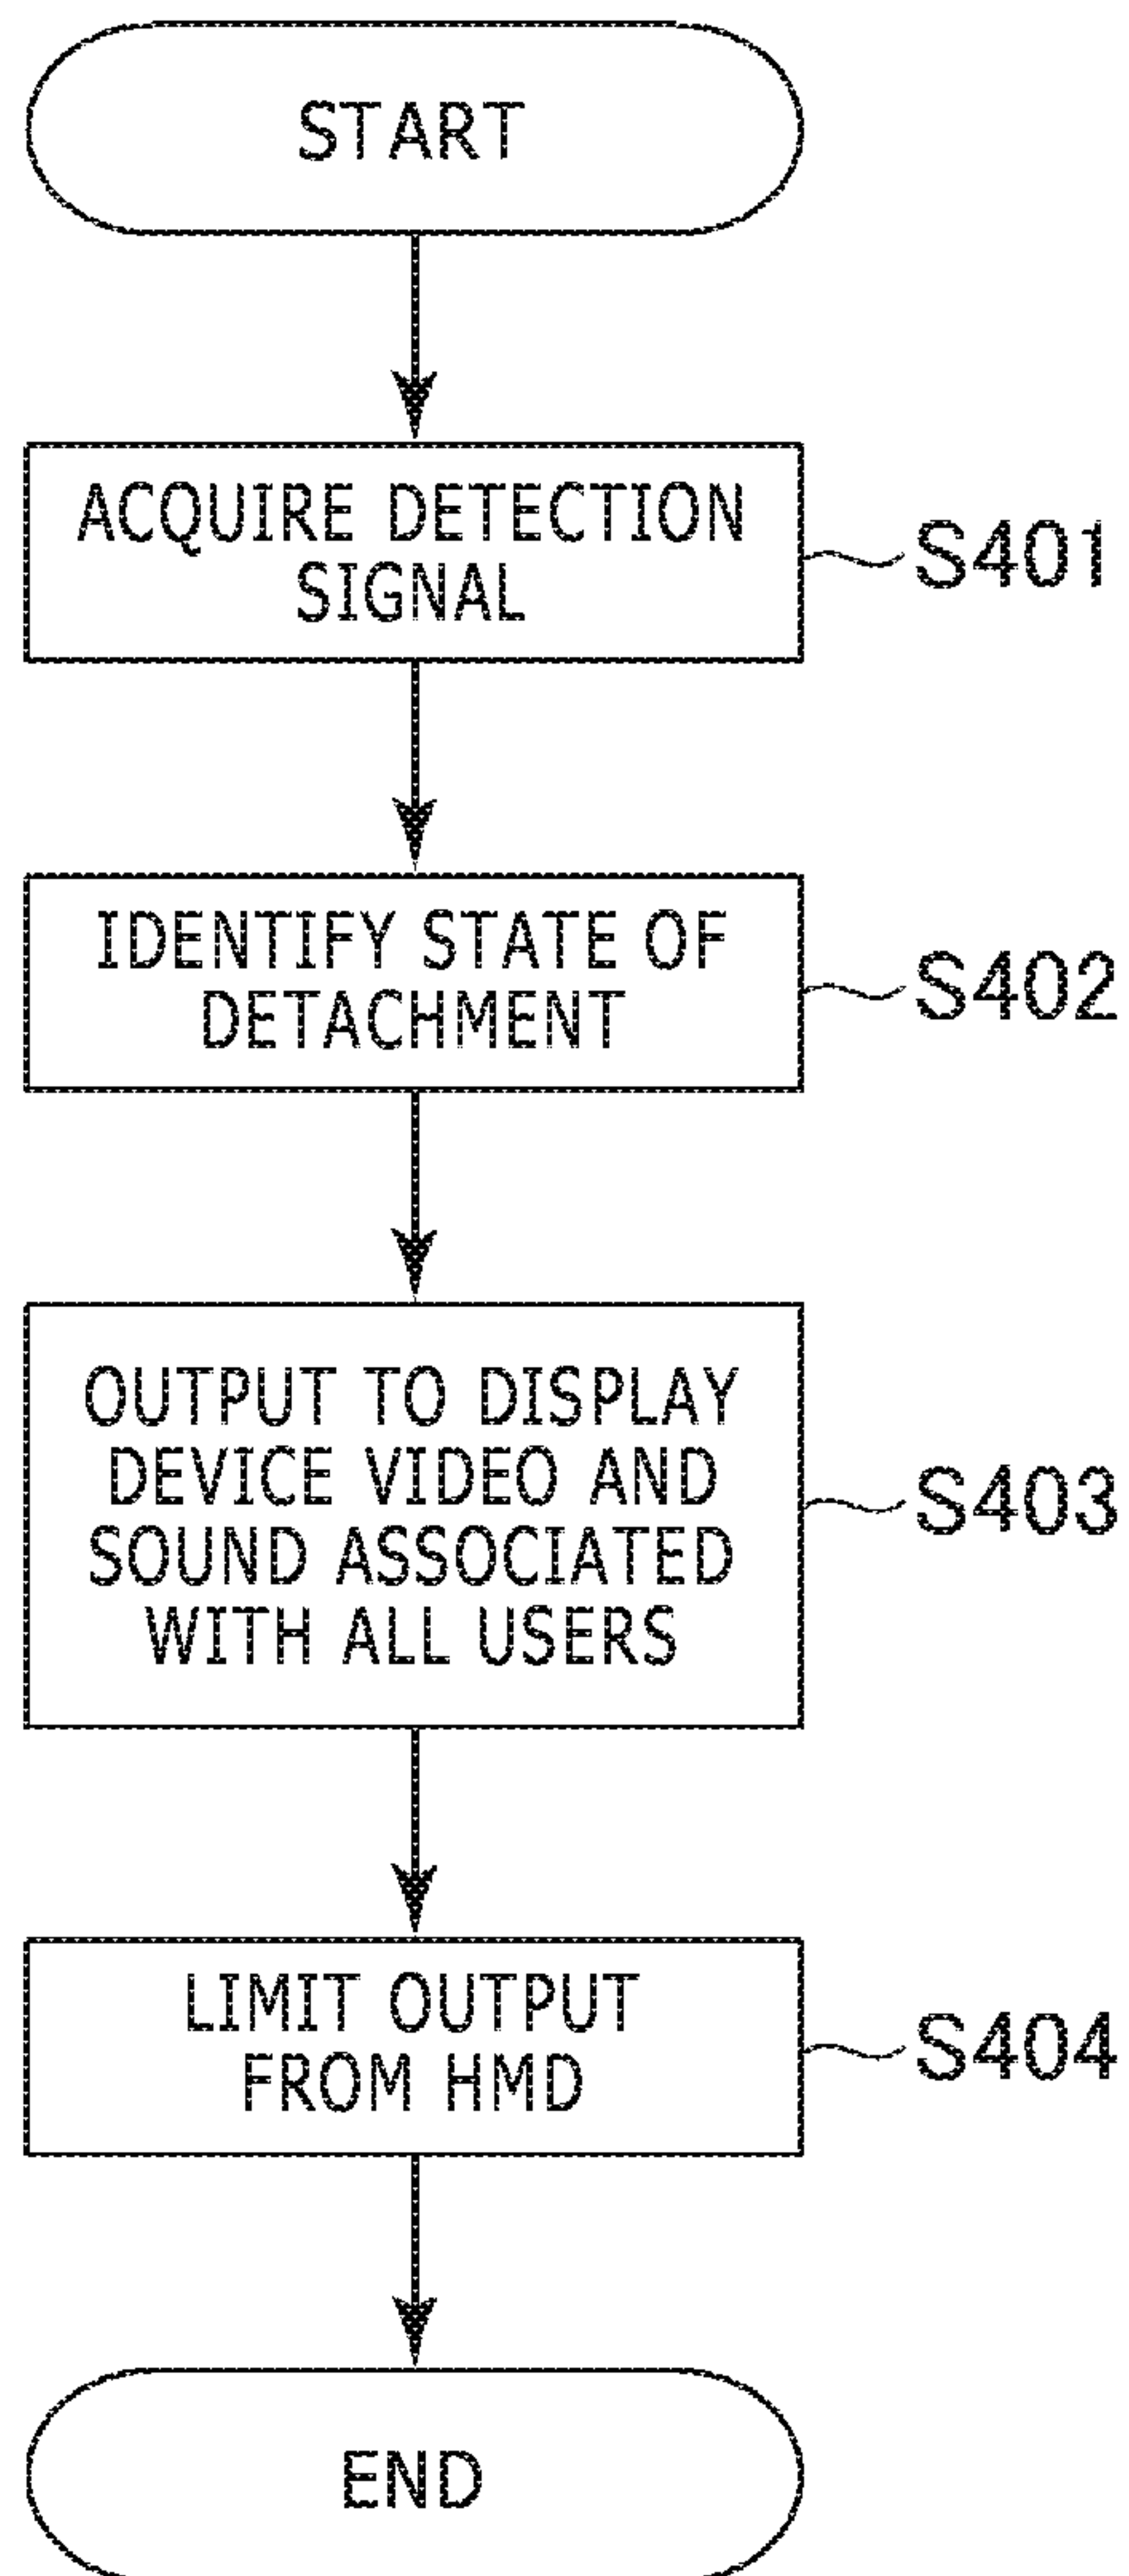 START
ACQUIRE DETECTION
SIGNAL
S401
IDENTIFY STATE OF
DETACHMENT
S402
OUTPUT TO DISPLAY
DEVICE VIDEO AND
SOUND ASSOCIATED
WITH ALL USERS
S403
LIMIT OUTPUT
FROM HMD
S404
END